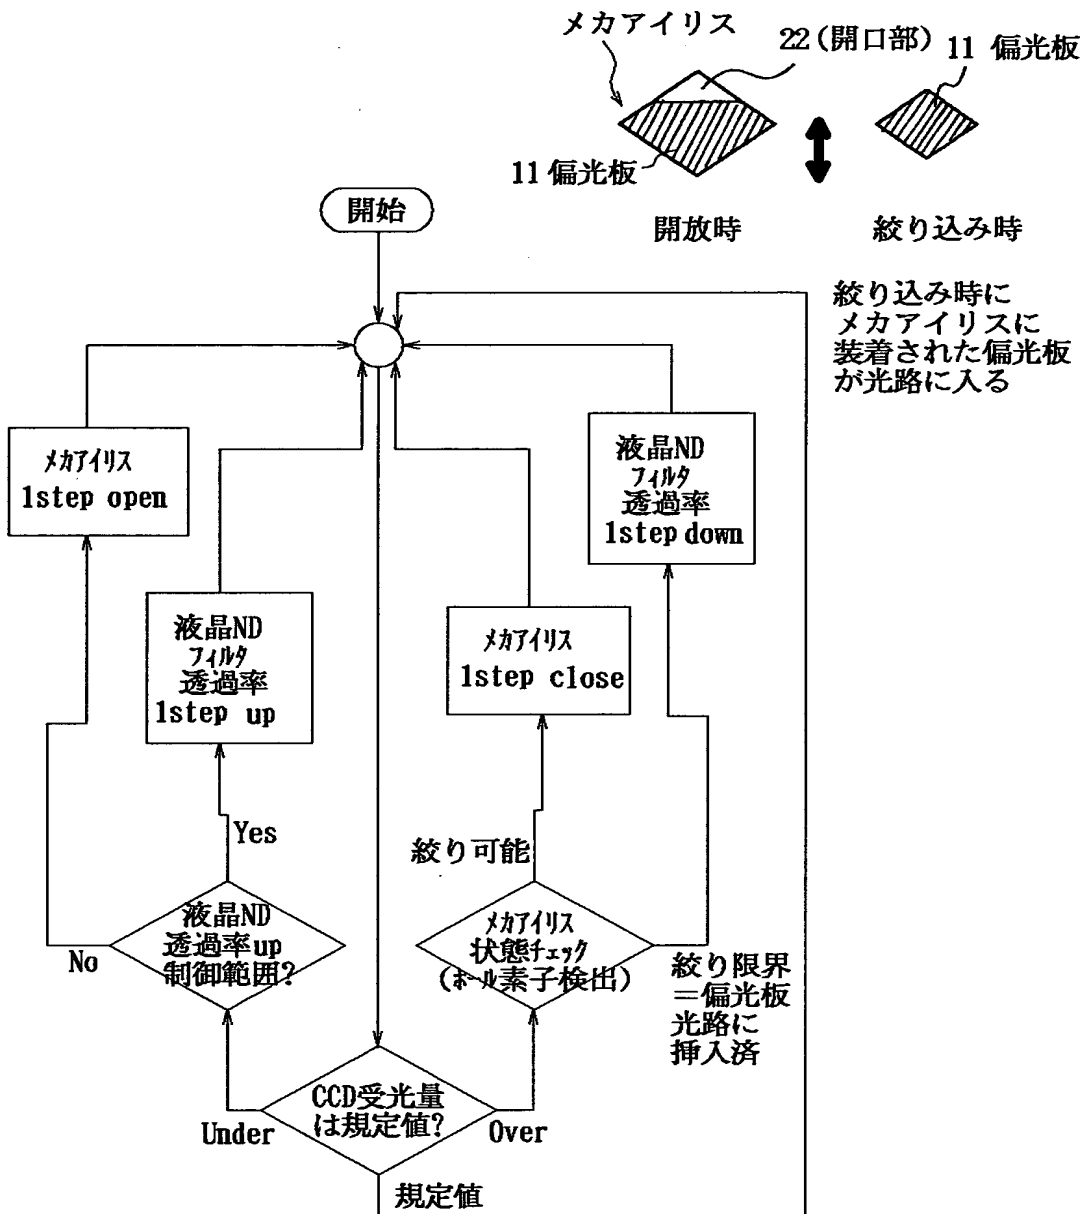 メカアイリス
22(開口部)
11 偏光板
11 偏光板
開放時
絞り込み時
絞り込み時に
メカアイリスに
装着された偏光板
が光路に入る
開始
メカアイリス
1step open
液晶ND
フィルタ
透過率
1step up
メカアイリス
1step close
液晶ND
フィルタ
透過率
1step down
Yes
絞り可能
液晶ND
透過率up
制御範囲?
No
メカアイリス
状態チェック
(ホール素子検出)
絞り限界
=偏光板
光路に
挿入済
CCD受光量
は規定値?
Under
Over
規定値